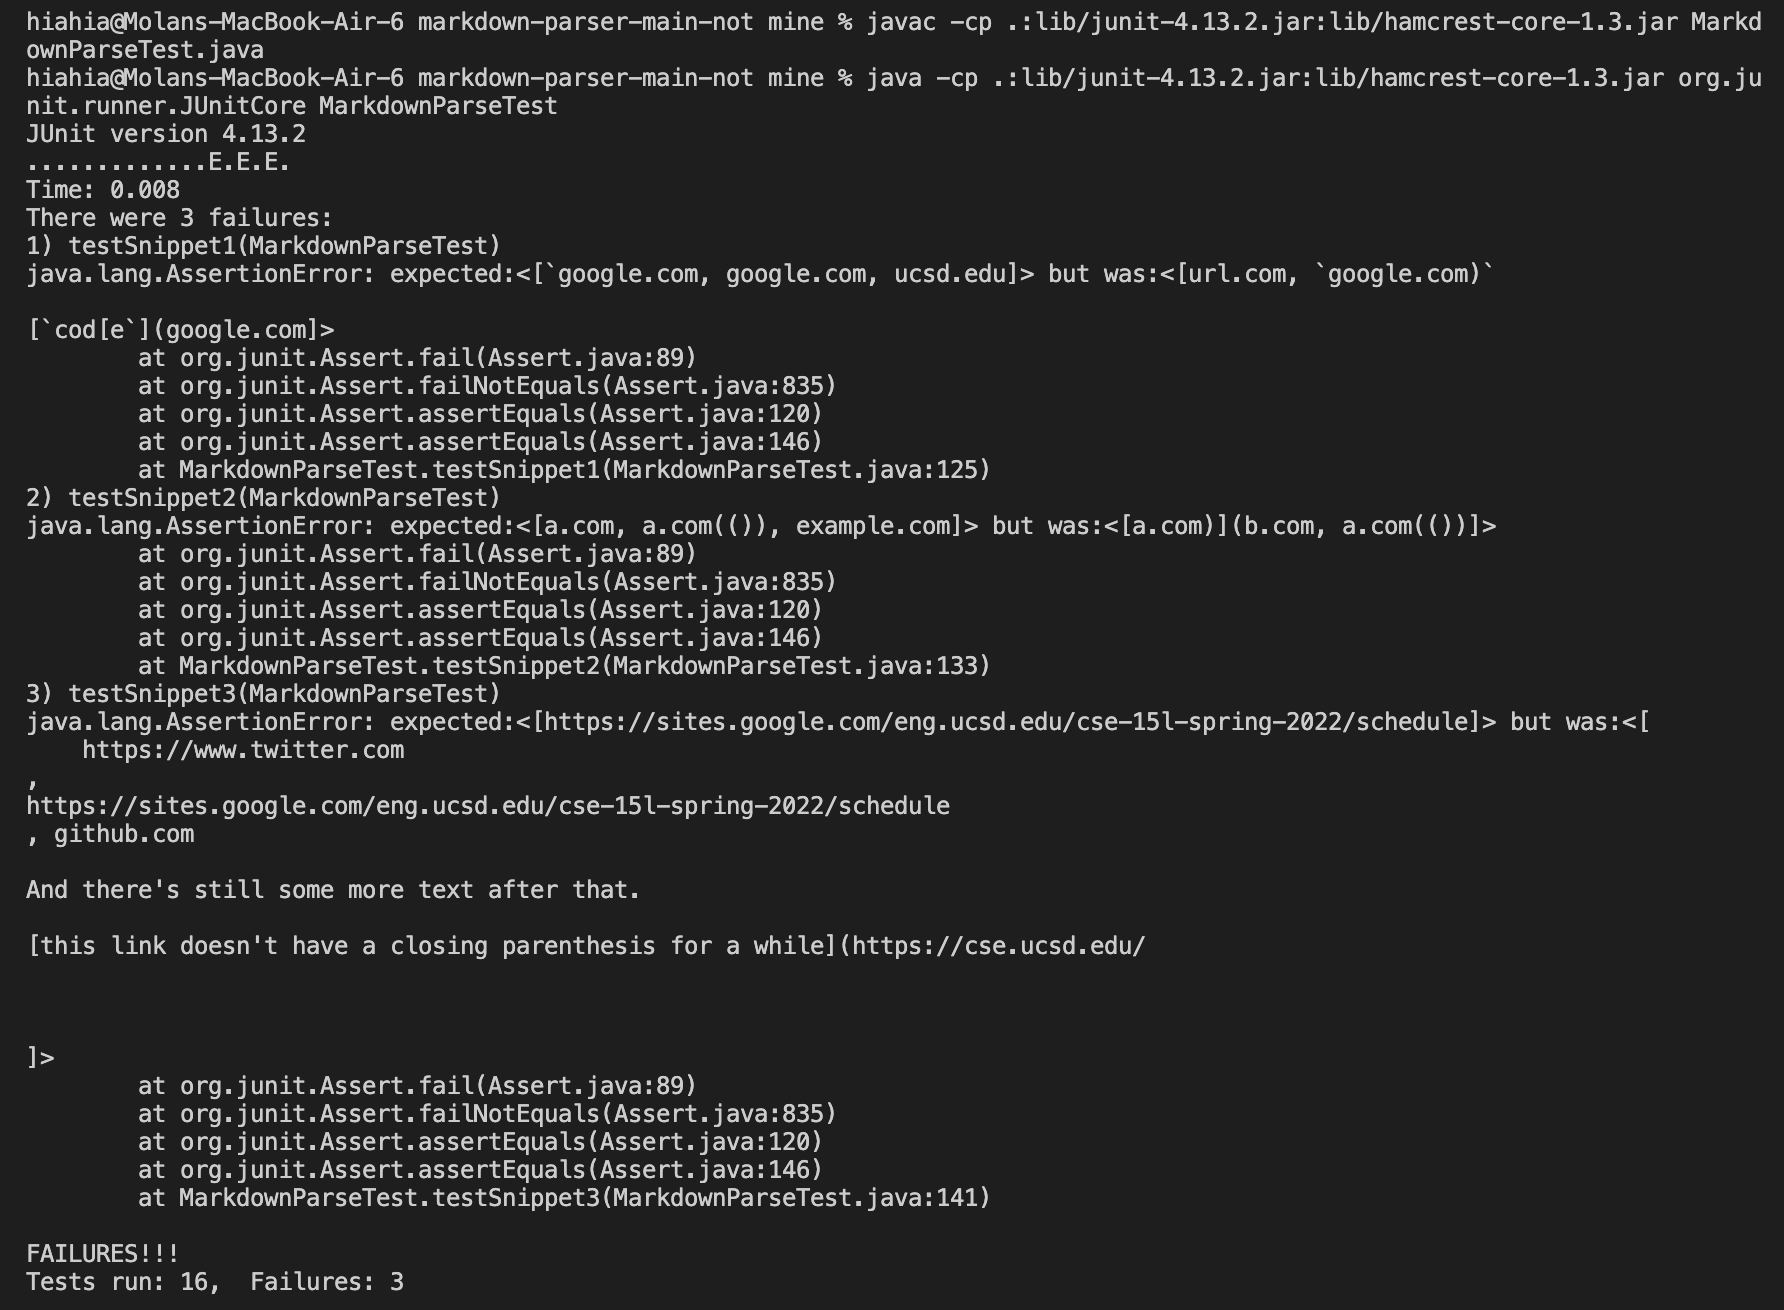 hiahia@Molans-MacBook-Air-6 markdown-parser-main-not mine % javac -cp .:lib/junit-4.13.2.jar:lib/hamcrest-core-1.3.jar Markd
ownParseTest.java
hiahia@Molans-MacBook-Air-6 markdown-parser-main-not mine % java -cp .:lib/junit-4.13.2.jar:lib/hamcrest-core-1.3.jar org.ju
nit.runner.JUnitCore MarkdownParseTest
JUnit version 4.13.2
.............E.E.E.
Time: 0.008
There were 3 failures:
1) testSnippet1(MarkdownParseTest)
java.lang.AssertionError: expected:<[`google.com, google.com, ucsd.edu]> but was:<[url.com, `google.com)`
[`cod[e`](google.com]>
        at org.junit.Assert.fail(Assert.java:89)
        at org.junit.Assert.failNotEquals(Assert.java:835)
        at org.junit.Assert.assertEquals(Assert.java:120)
        at org.junit.Assert.assertEquals(Assert.java:146)
        at MarkdownParseTest.testSnippet1(MarkdownParseTest.java:125)
2) testSnippet2(MarkdownParseTest)
java.lang.AssertionError: expected:<[a.com, a.com(()), example.com]> but was:<[a.com)](b.com, a.com(())]>
        at org.junit.Assert.fail(Assert.java:89)
        at org.junit.Assert.failNotEquals(Assert.java:835)
        at org.junit.Assert.assertEquals(Assert.java:120)
        at org.junit.Assert.assertEquals(Assert.java:146)
        at MarkdownParseTest.testSnippet2(MarkdownParseTest.java:133)
3) testSnippet3(MarkdownParseTest)
java.lang.AssertionError: expected:<[https://sites.google.com/eng.ucsd.edu/cse-15l-spring-2022/schedule]> but was:<[
    https://www.twitter.com
,
https://sites.google.com/eng.ucsd.edu/cse-15l-spring-2022/schedule
, github.com
And there's still some more text after that.
[this link doesn't have a closing parenthesis for a while](https://cse.ucsd.edu/
]>
        at org.junit.Assert.fail(Assert.java:89)
        at org.junit.Assert.failNotEquals(Assert.java:835)
        at org.junit.Assert.assertEquals(Assert.java:120)
        at org.junit.Assert.assertEquals(Assert.java:146)
        at MarkdownParseTest.testSnippet3(MarkdownParseTest.java:141)
FAILURES!!!
Tests run: 16,  Failures: 3